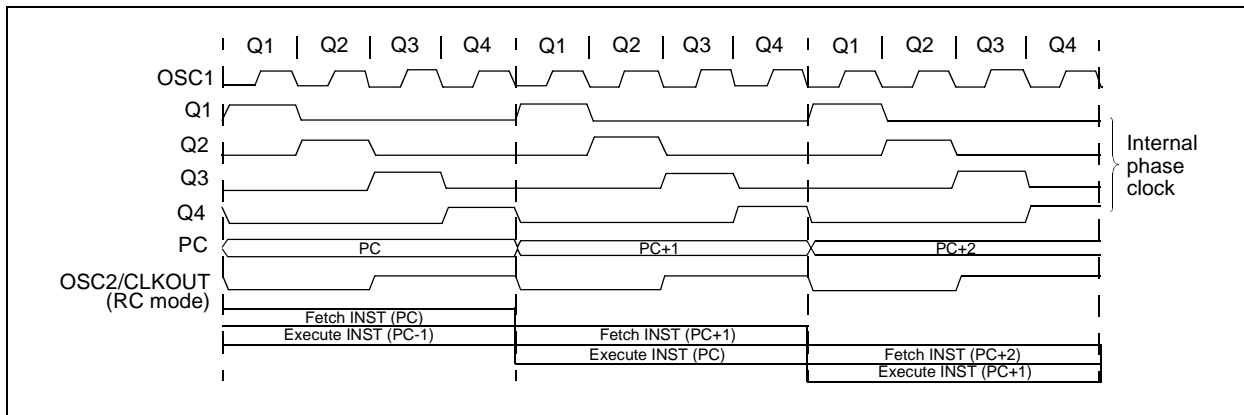 Q1 Q2 Q3 Q4 Q1 Q2 Q3 Q4 Q1 Q2 Q3 Q4
OSC1
Q1
Q2
Q3
Q4
Internal
phase
clock
PC PC PC+1 PC+2
OSC2/CLKOUT
(RC mode)
Fetch INST (PC)
Execute INST (PC-1) Fetch INST (PC+1)
Execute INST (PC) Fetch INST (PC+2)
Execute INST (PC+1)